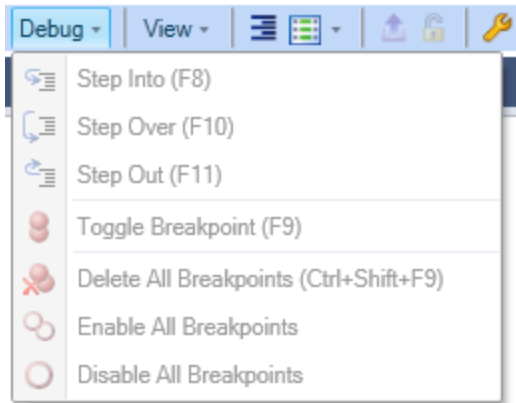 Debug View
Step Into (F8)
Step Over (F10)
Step Out (F11)
Toggle Breakpoint (F9)
Delete All Breakpoints (Ctrl+Shift+F9)
Enable All Breakpoints
Disable All Breakpoints